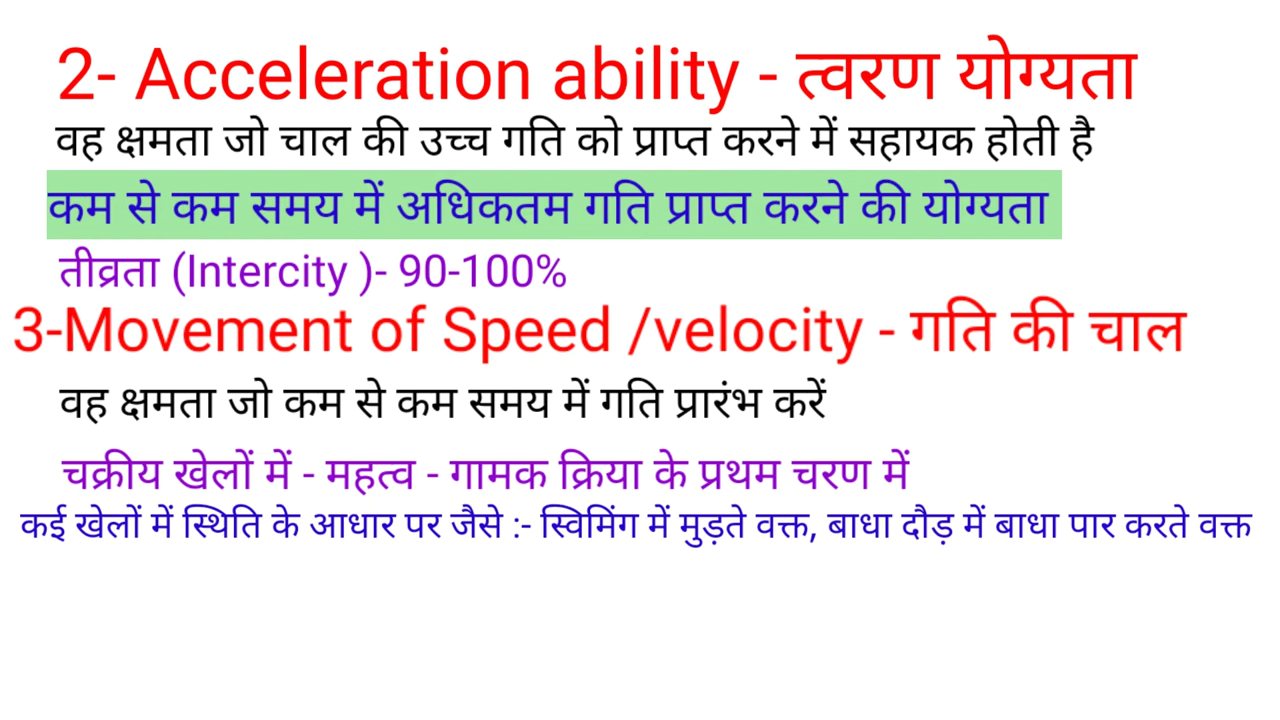 2- Acceleration ability - त्वरण योग्यता
वह क्षमता जो चाल की उच्च गति को प्राप्त करने में सहायक होती है
कम से कम समय में अधिकतम गति प्राप्त करने की योग्यता
तीव्रता (Intercity )- 90-100%
3-Movement of Speed /velocity - गति की चाल
वह क्षमता जो कम से कम समय में गति प्रारंभ करें
चक्रीय खेलों में - महत्व - गामक क्रिया के प्रथम चरण में
कई खेलों में स्थिति के आधार पर जैसे :- स्विमिंग में मुड़ते वक्त, बाधा दौड़ में बाधा पार करते वक्त